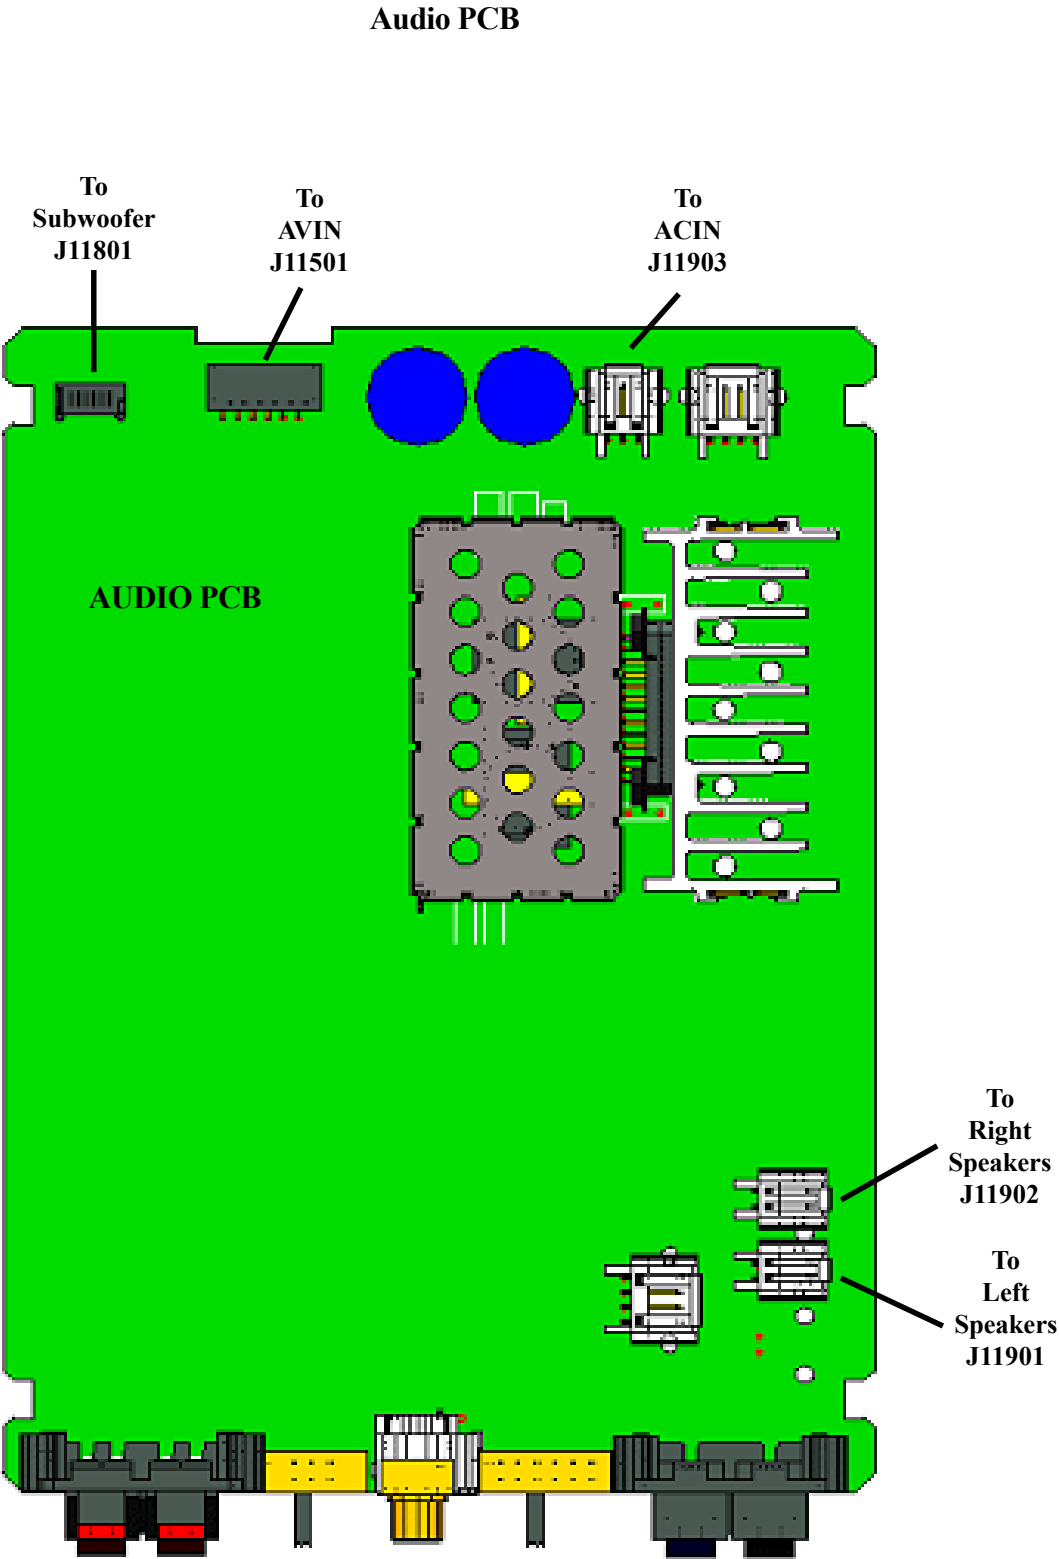 Audio PCB
To
Subwoofer
J11801
To
AVIN
J11501
To
ACIN
J11903
AUDIO PCB
To
Right
Speakers
J11902
To
Left
Speakers
J11901